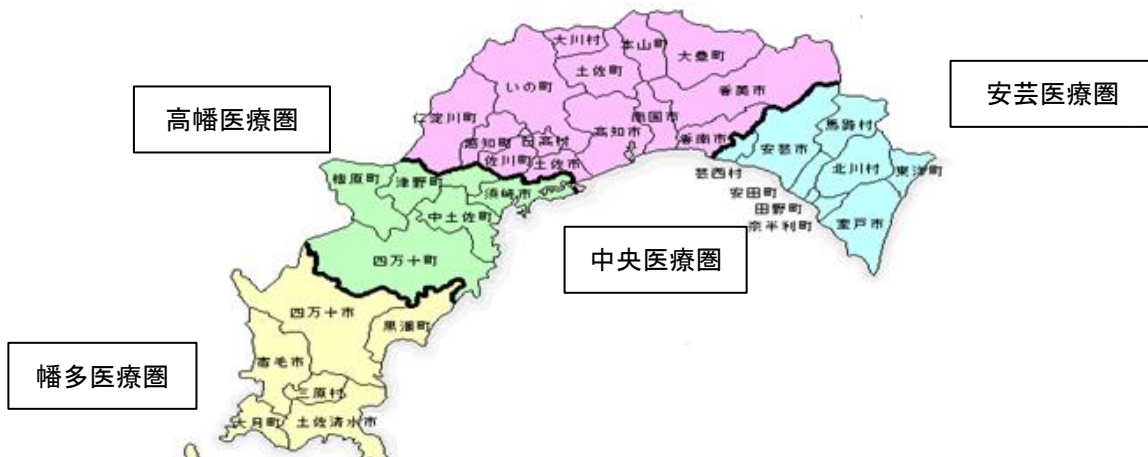 大川村
本山町
大豊町
土佐町
いの町
香美市
安芸医療圏
高幡医療圏
仁淀川町
越知町
日高村
高知市
南国市
香南市
馬路村
安芸市
佐川町
土佐市
北川村
東洋町
芸西村
檮原町
津野町
須崎市
安田町
田野町
奈半利町
室戸市
中土佐町
中央医療圏
四万十町
四万十市
黒潮町
幡多医療圏
宿毛市
三原村
大月町
土佐清水市